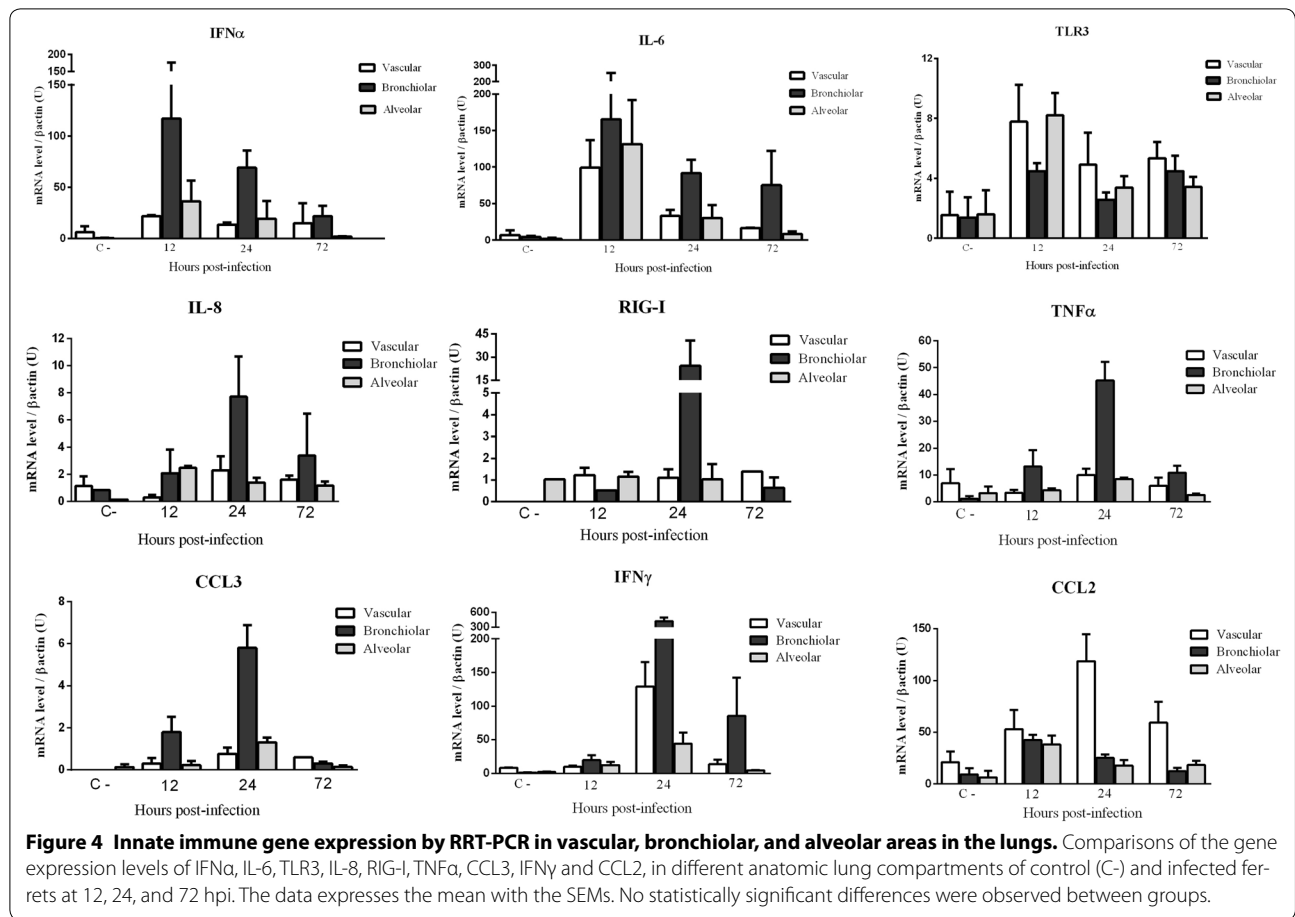 IFNα
mRNA level / βactin (U)
200
150
150
100
50
0
C -
12
24
72
Hours post-infection
Vascular
Bronchiolar
Alveolar
IL-6
mRNA level / βactin (U)
300
200
200
150
100
50
0
C-
12
24
72
Hours post-infection
Vascular
Bronchiolar
Alveolar
TLR3
mRNA level / βactin (U)
12
8
4
0
C-
12
24
72
Hours post-infection
Vascular
Bronchiolar
Alveolar
IL-8
mRNA level / βactin (U)
12
10
8
6
4
2
0
C-
12
24
72
Hours post-infection
Vascular
Bronchiolar
Alveolar
RIG-I
mRNA level / βactin (U)
45
30
15
5
4
3
2
1
0
C -
12
24
72
Hours post-infection
Vascular
Bronchiolar
Alveolar
TNFα
mRNA level / βactin (U)
60
50
40
30
20
10
0
C -
12
24
72
Hours post-infection
Vascular
Bronchiolar
Alveolar
CCL3
mRNA level / βactin (U)
8
6
4
2
0
C -
12
24
72
Hours post-infection
Vascular
Bronchiolar
Alveolar
IFNγ
mRNA level / βactin (U)
600
300
200
150
100
50
0
C -
12
24
72
Hours post-infection
Vascular
Bronchiolar
Alveolar
CCL2
mRNA level / βactin (U)
150
100
50
0
C -
12
24
72
Hours post-infection
Vascular
Bronchiolar
Alveolar
Figure 4 Innate immune gene expression by RRT-PCR in vascular, bronchiolar, and alveolar areas in the lungs. Comparisons of the gene
expression levels of IFNα, IL-6, TLR3, IL-8, RIG-I, TNFα, CCL3, IFNγ and CCL2, in different anatomic lung compartments of control (C-) and infected fer-
rets at 12, 24, and 72 hpi. The data expresses the mean with the SEMs. No statistically significant differences were observed between groups.